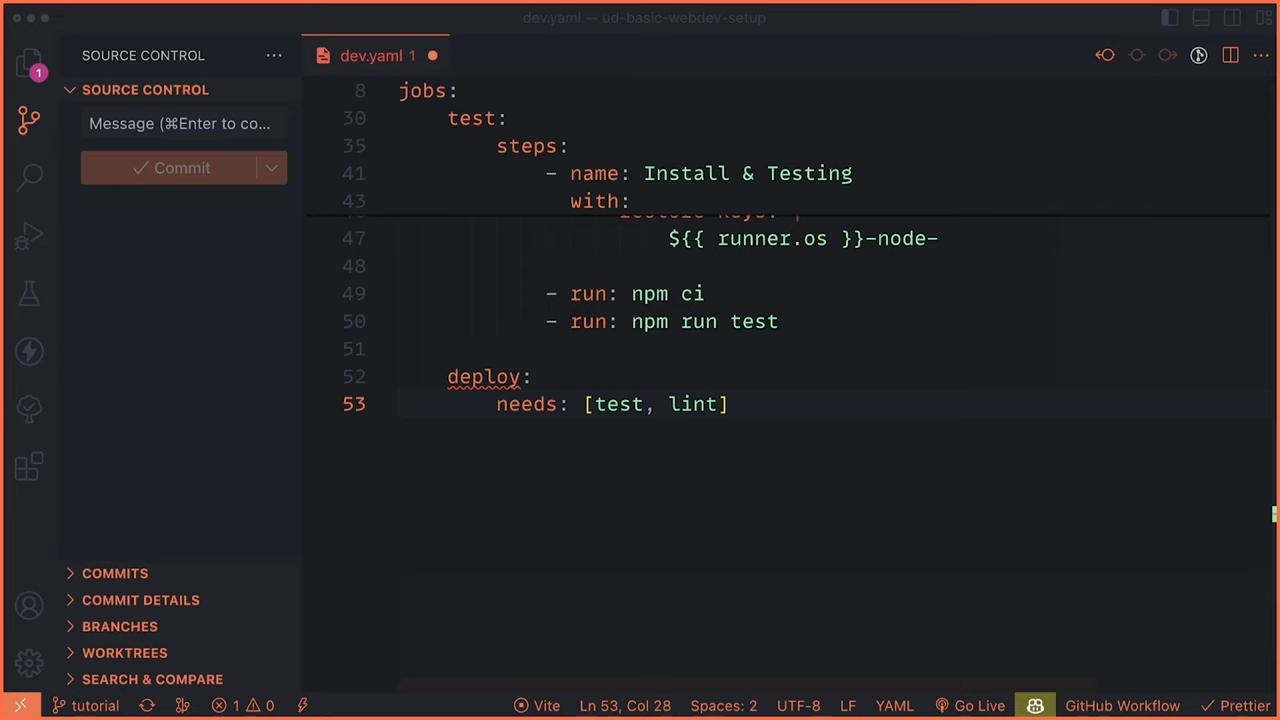 dev.yaml — ud-basic-webdev-setup
1
SOURCE CONTROL
dev.yaml 1
SOURCE CONTROL
Message (⌘Enter to co...
Commit
8 jobs:
30 test:
35 steps:
41 - name: Install & Testing
43 with:
47 ${{ runner.os }}-node-
48
49 - run: npm ci
50 - run: npm run test
51
52 deploy:
53 needs: [test, lint]
COMMITS
COMMIT DETAILS
BRANCHES
WORKTREES
SEARCH & COMPARE
tutorial 1 0 Vite Ln 53, Col 28 Spaces: 2 UTF-8 LF YAML Go Live GitHub Workflow Prettier